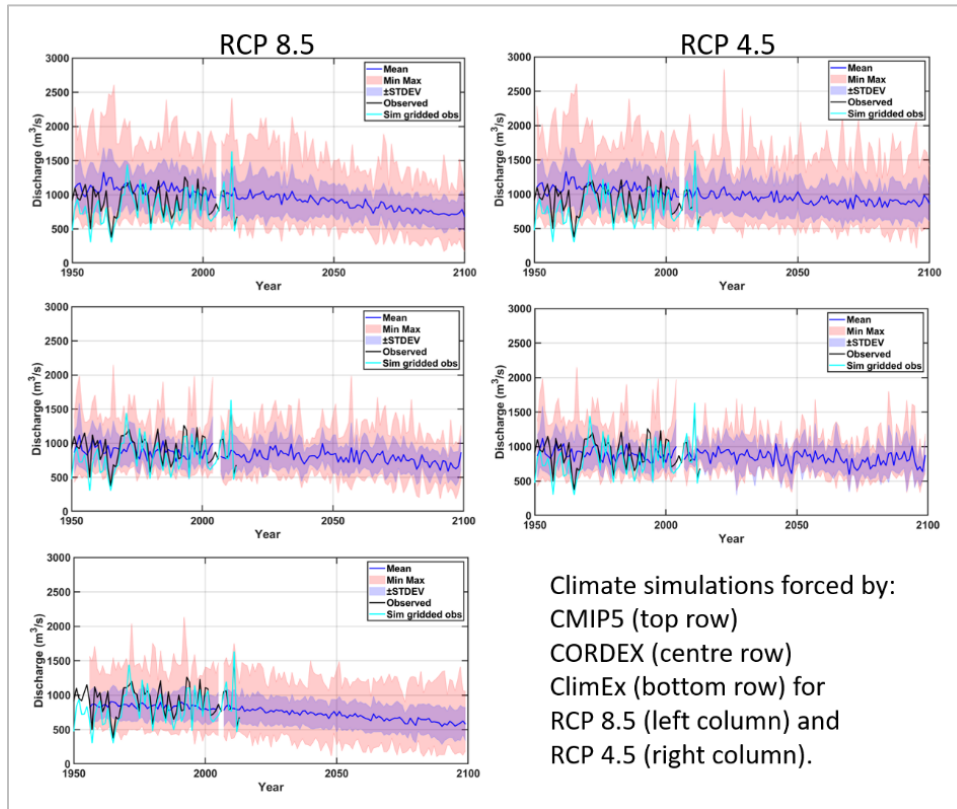 RCP 8.5
RCP 4.5
3000
2500
2000
1500
1000
500
0
Discharge (m³/s)
Mean
Min Max
±STDEV
Observed
Sim gridded obs
1950
2000
2050
2100
Year
3000
2500
2000
1500
1000
500
0
Discharge (m³/s)
Mean
Min Max
±STDEV
Observed
Sim gridded obs
1950
2000
2050
2100
Year
3000
2500
2000
1500
1000
500
0
Discharge (m³/s)
Mean
Min Max
±STDEV
Observed
Sim gridded obs
1950
2000
2050
2100
Year
3000
2500
2000
1500
1000
500
0
Discharge (m³/s)
Mean
Min Max
±STDEV
Observed
Sim gridded obs
1950
2000
2050
2100
Year
3000
2500
2000
1500
1000
500
0
Discharge (m³/s)
Mean
Min Max
±STDEV
Observed
Sim gridded obs
1950
2000
2050
2100
Year
Climate simulations forced by:
CMIP5 (top row)
CORDEX (centre row)
ClimEx (bottom row) for
RCP 8.5 (left column) and
RCP 4.5 (right column).